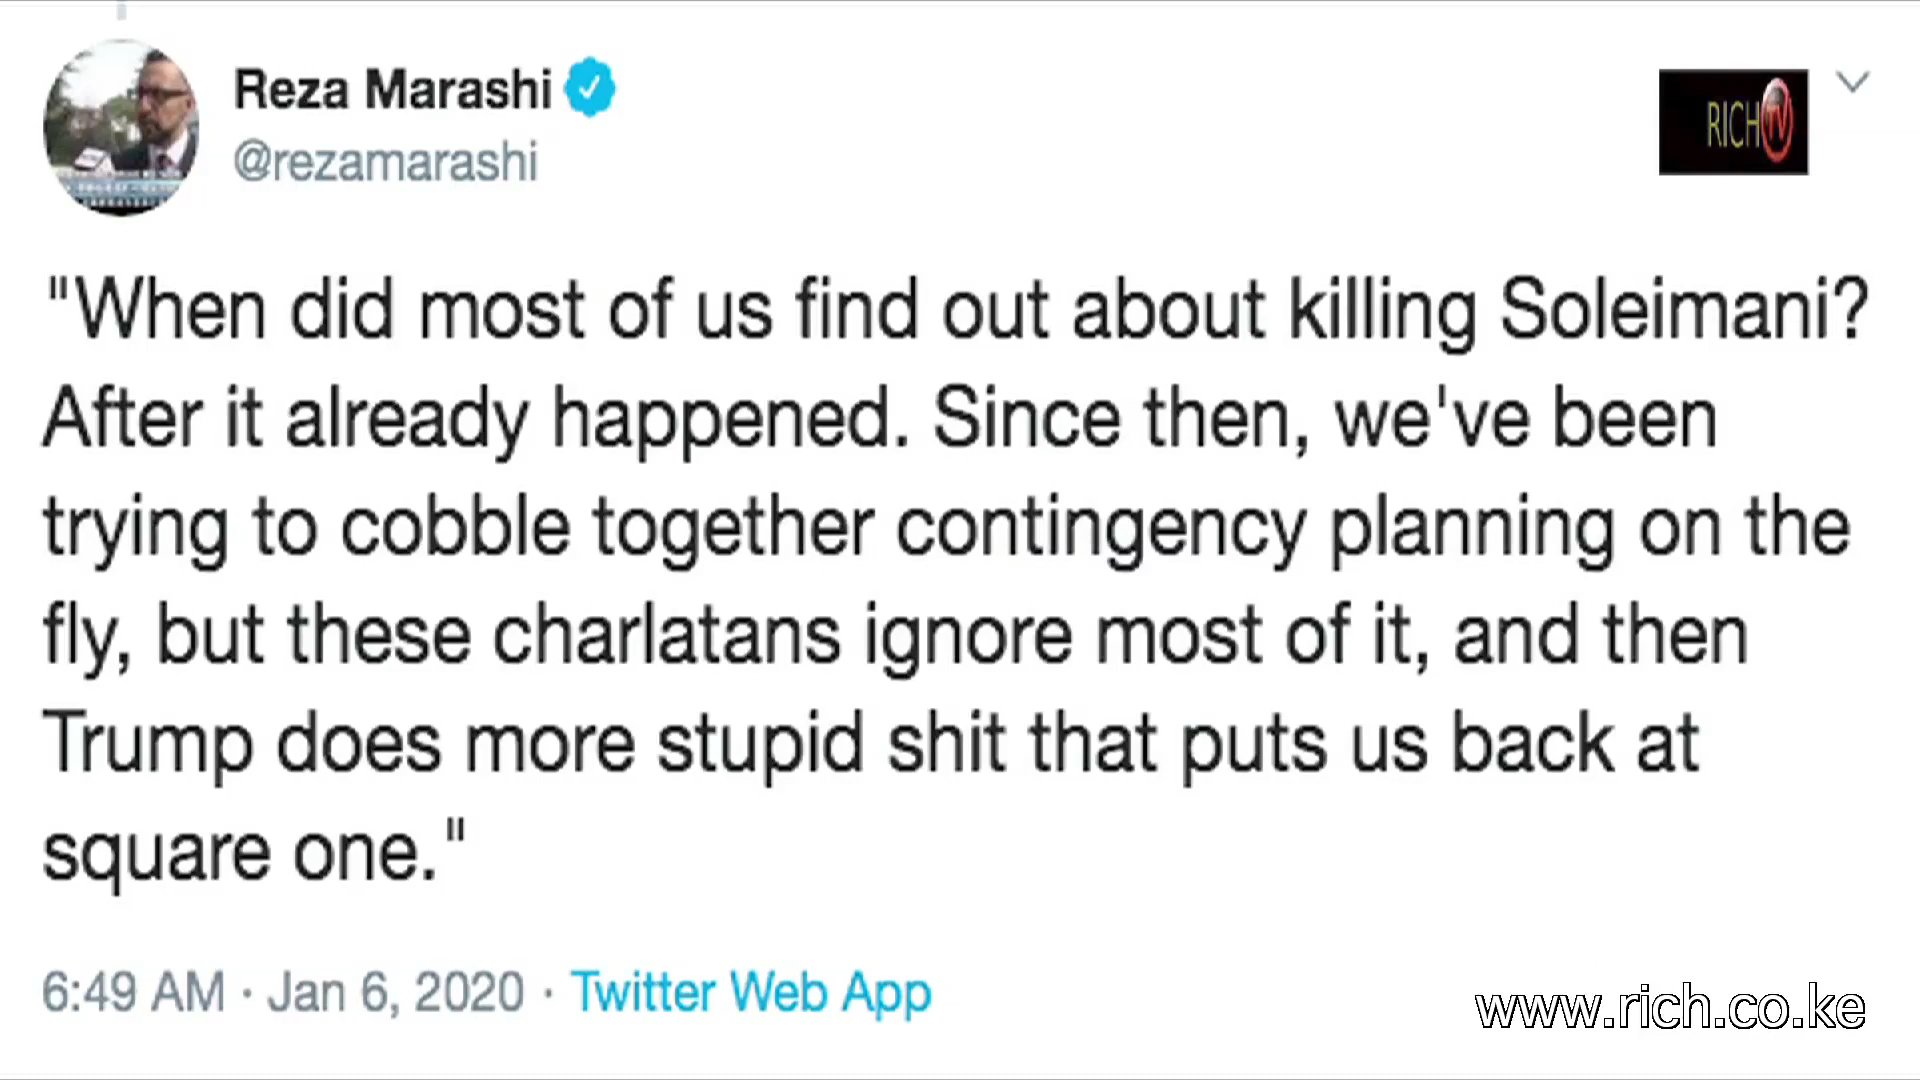 Reza Marashi
@rezamarashi
RICH TV
"When did most of us find out about killing Soleimani?
After it already happened. Since then, we've been
trying to cobble together contingency planning on the
fly, but these charlatans ignore most of it, and then
Trump does more stupid shit that puts us back at
square one."
6:49 AM · Jan 6, 2020 · Twitter Web App
www.rich.co.ke